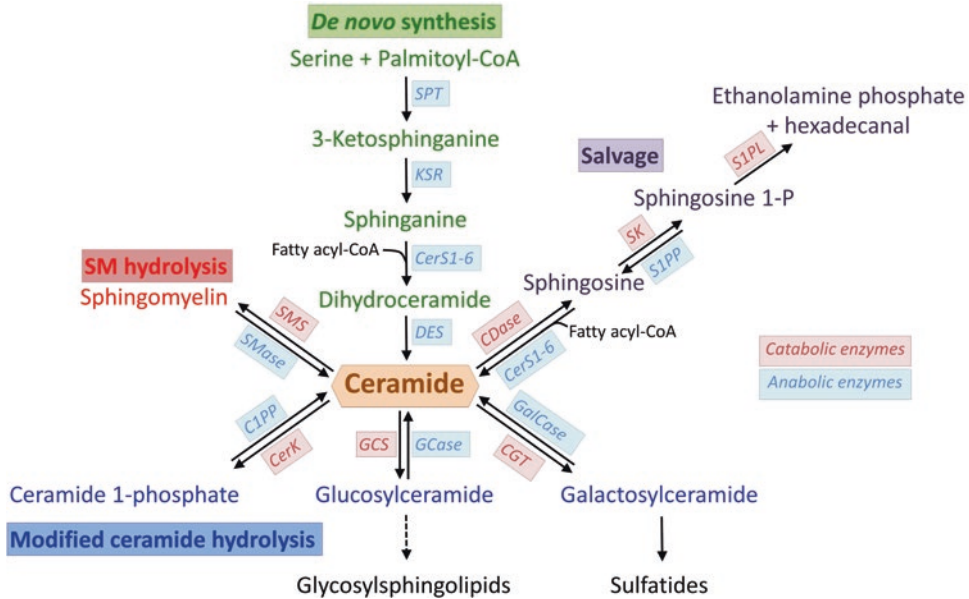 De novo synthesis
Serine + Palmitoyl-CoA
SPT
3-Ketosphinganine
KSR
Sphinganine
Fatty acyl-CoA
CerS1-6
Dihydroceramide
DES
Ceramide
Salvage
Ethanolamine phosphate
+ hexadecanal
S1PL
Sphingosine 1-P
SK
S1PP
Sphingosine
CDase
CerS1-6
Fatty acyl-CoA
SM hydrolysis
Sphingomyelin
SMS
SMase
Catabolic enzymes
Anabolic enzymes
C1PP
CerK
GCS
GCase
GalCase
CGT
Ceramide 1-phosphate
Glucosylceramide
Galactosylceramide
Modified ceramide hydrolysis
Glycosylsphingolipids
Sulfatides